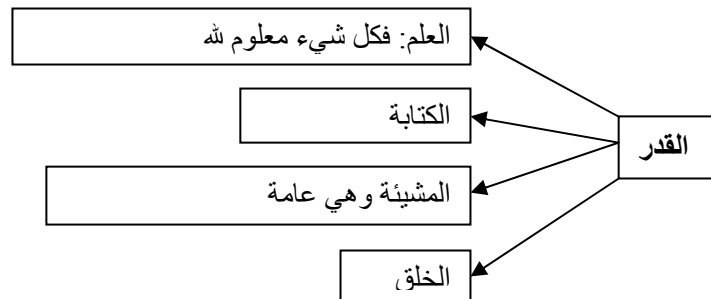 القدر
العلم: فكل شيء معلوم لله
الكتابة
المشيئة وهي عامة
الخلق